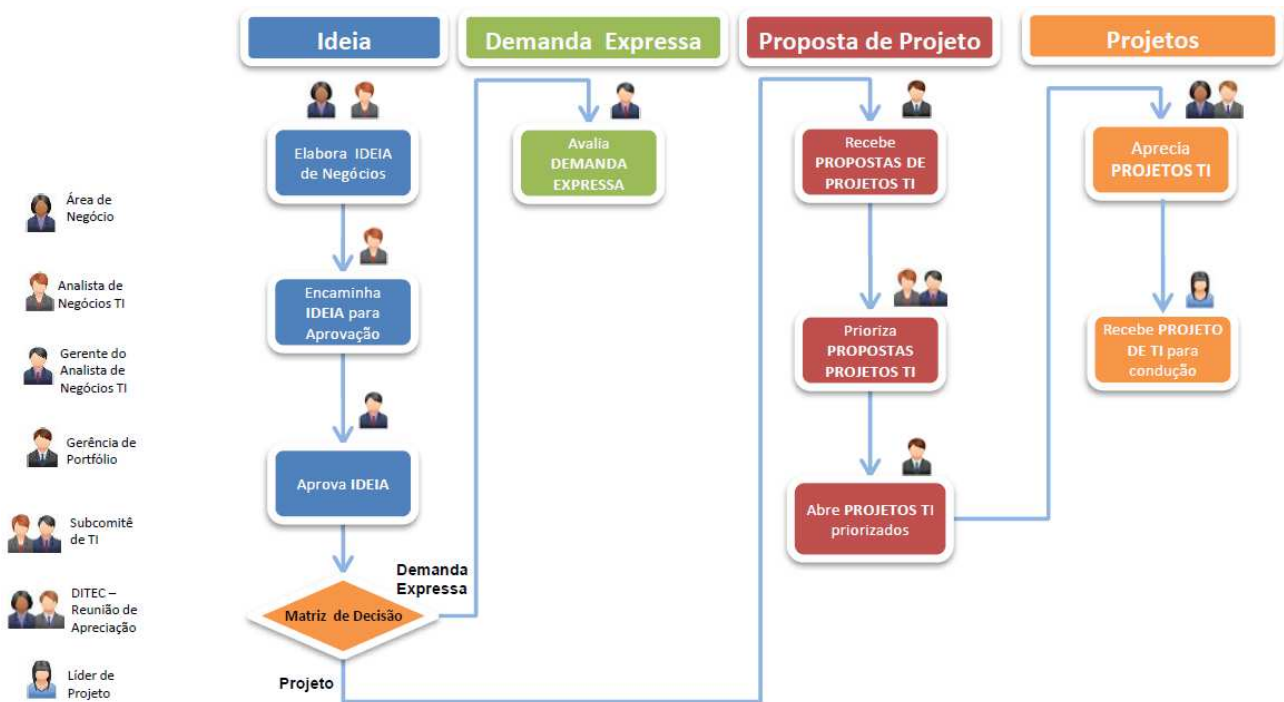 Ideia
Demanda Expressa
Proposta de Projeto
Projetos
Área de
Negócio
Analista de
Negócios TI
Gerente do
Analista de
Negócios TI
Gerência de
Portfólio
Subcomitê
de TI
DITEC –
Reunião de
Apreciação
Líder de
Projeto
Elabora IDEIA
de Negócios
Encaminha
IDEIA para
Aprovação
Aprova IDEIA
Matriz de Decisão
Demanda
Expressa
Projeto
Avalia
DEMANDA
EXPRESSA
Recebe
PROPOSTAS DE
PROJETOS TI
Prioriza
PROPOSTAS
PROJETOS TI
Abre PROJETOS TI
priorizados
Aprecia
PROJETOS TI
Recebe PROJETO
DE TI para
condução